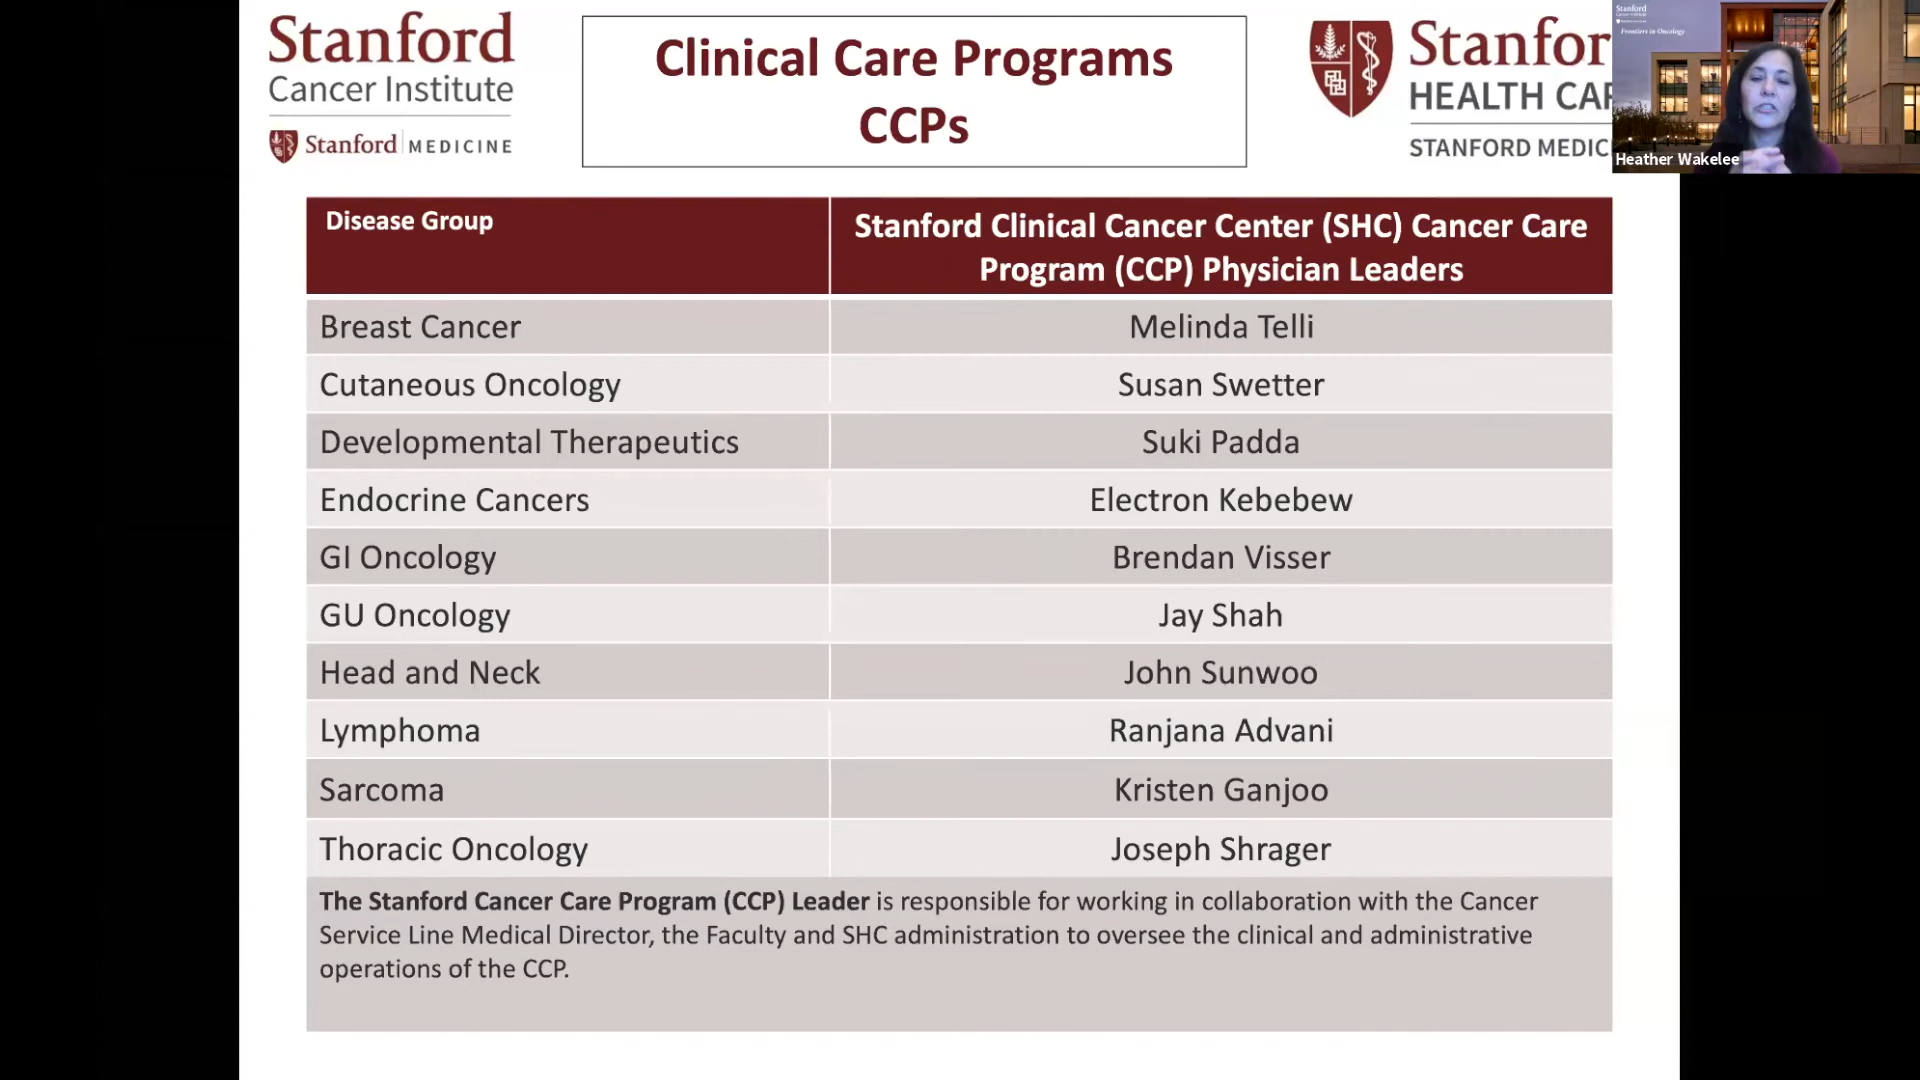 Stanford
Cancer Institute
Stanford MEDICINE
Clinical Care Programs
CCPs
Stanfor
HEALTH CAR
STANFORD MEDIC
Stanford
Frontiers in Oncology
Heather Wakelee
Disease Group
Stanford Clinical Cancer Center (SHC) Cancer Care
Program (CCP) Physician Leaders
Breast Cancer Melinda Telli
Cutaneous Oncology Susan Swetter
Developmental Therapeutics Suki Padda
Endocrine Cancers Electron Kebebew
GI Oncology Brendan Visser
GU Oncology Jay Shah
Head and Neck John Sunwoo
Lymphoma Ranjana Advani
Sarcoma Kristen Ganjoo
Thoracic Oncology Joseph Shrager
The Stanford Cancer Care Program (CCP) Leader is responsible for working in collaboration with the Cancer
Service Line Medical Director, the Faculty and SHC administration to oversee the clinical and administrative
operations of the CCP.